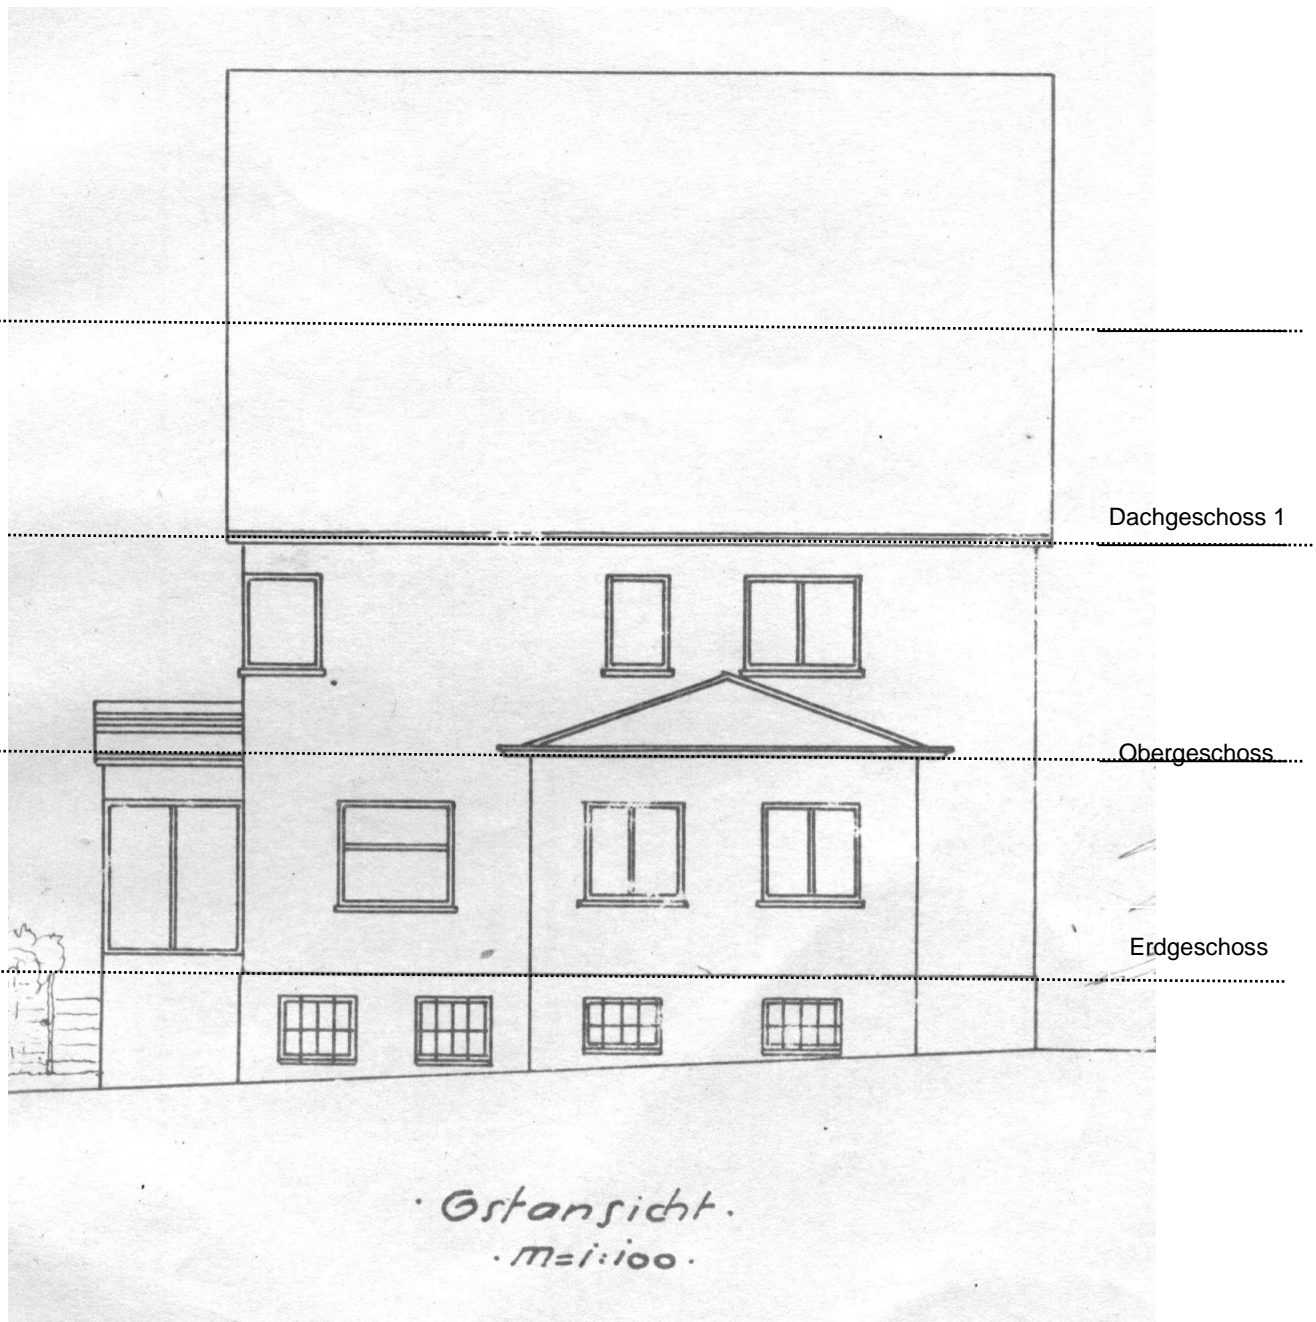 Dachgeschoss 1
Obergeschoss
Erdgeschoss
· Ostansicht.
· M=1:100 ·